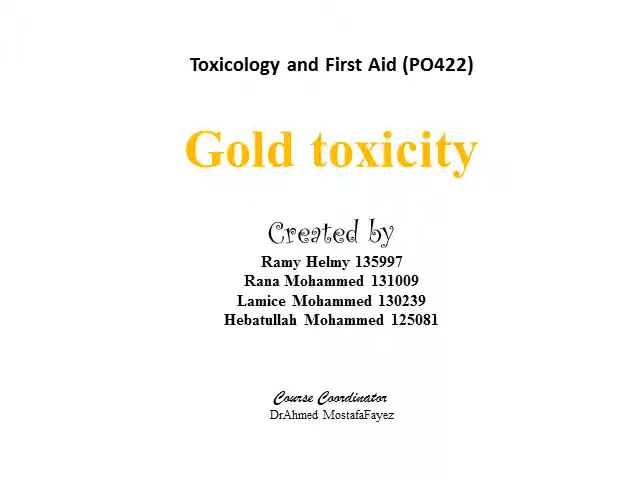 Toxicology and First Aid (PO422)
Gold toxicity
Created by
Ramy Helmy 135997
Rana Mohammed 131009
Lamice Mohammed 130239
Hebatullah Mohammed 125081
Course Coordinator
DrAhmed MostafaFayez